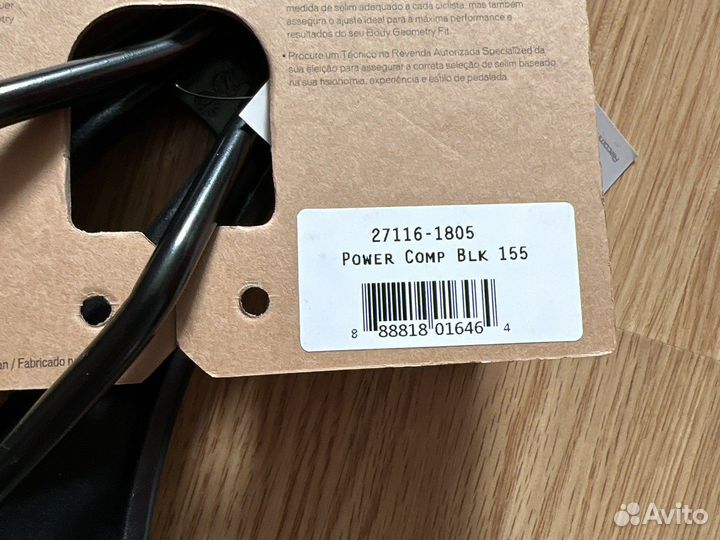 medida de selim adequado a cada ciclista, mas também
assegura o ajuste ideal para a máxima performance e
resultados do seu Body Geometry Fit.
• Procure um Técnico na Revenda Autorizada Specialized da
sua eleição para assegurar a correta seleção de selim baseado
na sua fisionomia, experiência e estilo de pedalada.
27116-1805
Power Comp Blk 155
8 88818 01646 4
/ Fabricado
Avito